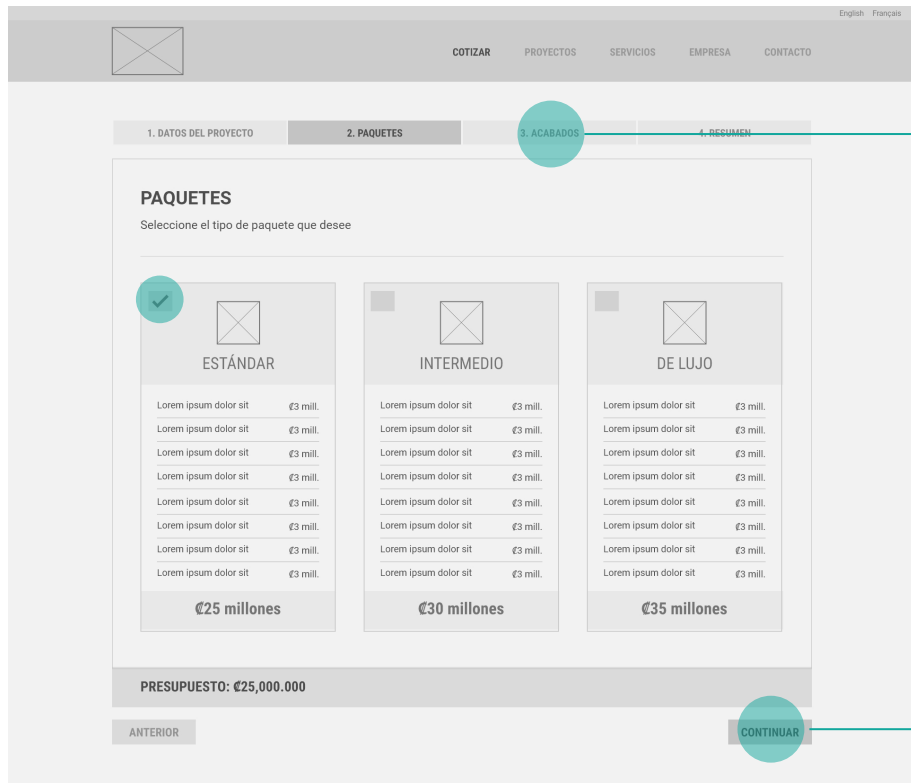 English Français
COTIZAR PROYECTOS SERVICIOS EMPRESA CONTACTO
1. DATOS DEL PROYECTO 2. PAQUETES 3. ACABADOS 4. RESUMEN
PAQUETES
Seleccione el tipo de paquete que desee
ESTÁNDAR INTERMEDIO DE LUJO
Lorem ipsum dolor sit ₡3 mill. Lorem ipsum dolor sit ₡3 mill. Lorem ipsum dolor sit ₡3 mill.
Lorem ipsum dolor sit ₡3 mill. Lorem ipsum dolor sit ₡3 mill. Lorem ipsum dolor sit ₡3 mill.
Lorem ipsum dolor sit ₡3 mill. Lorem ipsum dolor sit ₡3 mill. Lorem ipsum dolor sit ₡3 mill.
Lorem ipsum dolor sit ₡3 mill. Lorem ipsum dolor sit ₡3 mill. Lorem ipsum dolor sit ₡3 mill.
Lorem ipsum dolor sit ₡3 mill. Lorem ipsum dolor sit ₡3 mill. Lorem ipsum dolor sit ₡3 mill.
Lorem ipsum dolor sit ₡3 mill. Lorem ipsum dolor sit ₡3 mill. Lorem ipsum dolor sit ₡3 mill.
Lorem ipsum dolor sit ₡3 mill. Lorem ipsum dolor sit ₡3 mill. Lorem ipsum dolor sit ₡3 mill.
Lorem ipsum dolor sit ₡3 mill. Lorem ipsum dolor sit ₡3 mill. Lorem ipsum dolor sit ₡3 mill.
₡25 millones ₡30 millones ₡35 millones
PRESUPUESTO: ₡25,000.000
ANTERIOR CONTINUAR